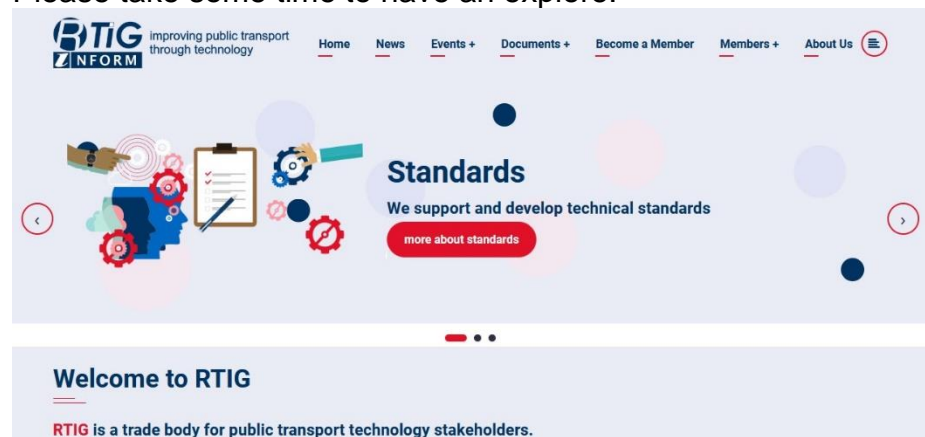 Please take some time to have an explore.
RTiG
INFORM
improving public transport
through technology
Home News Events + Documents + Become a Member Members + About Us
Standards
We support and develop technical standards
more about standards
Welcome to RTIG
RTIG is a trade body for public transport technology stakeholders.